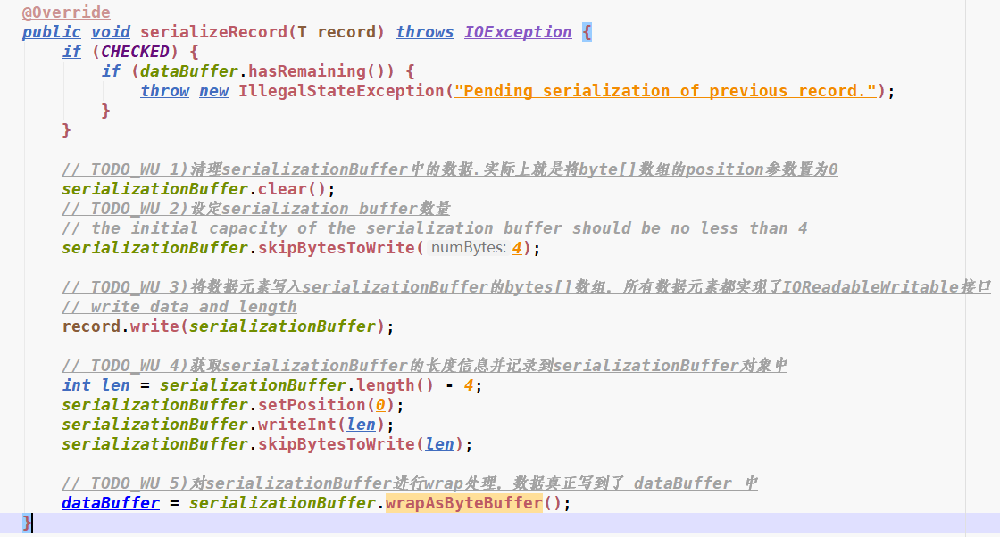 @Override
public void serializeRecord(T record) throws IOException {
if (CHECKED) {
if (dataBuffer.hasRemaining()) {
throw new IllegalStateException("Pending serialization of previous record.");
}
}
// TODO_WU 1)清理serializationBuffer中的数据.实际上就是将byte[]数组的position参数置为0
serializationBuffer.clear();
// TODO_WU 2)设定serialization buffer数量
// the initial capacity of the serialization buffer should be no less than 4
serializationBuffer.skipBytesToWrite( numBytes: 4);
// TODO_WU 3)将数据元素写入serializationBuffer的bytes[]数组，所有数据元素都实现了IOReadableWritable接口
// write data and length
record.write(serializationBuffer);
// TODO_WU 4)获取serializationBuffer的长度信息并记录到serializationBuffer对象中
int len = serializationBuffer.length() - 4;
serializationBuffer.setPosition(0);
serializationBuffer.writeInt(len);
serializationBuffer.skipBytesToWrite(len);
// TODO_WU 5)对serializationBuffer进行wrap处理，数据真正写到了 dataBuffer 中
dataBuffer = serializationBuffer.wrapAsByteBuffer();
}